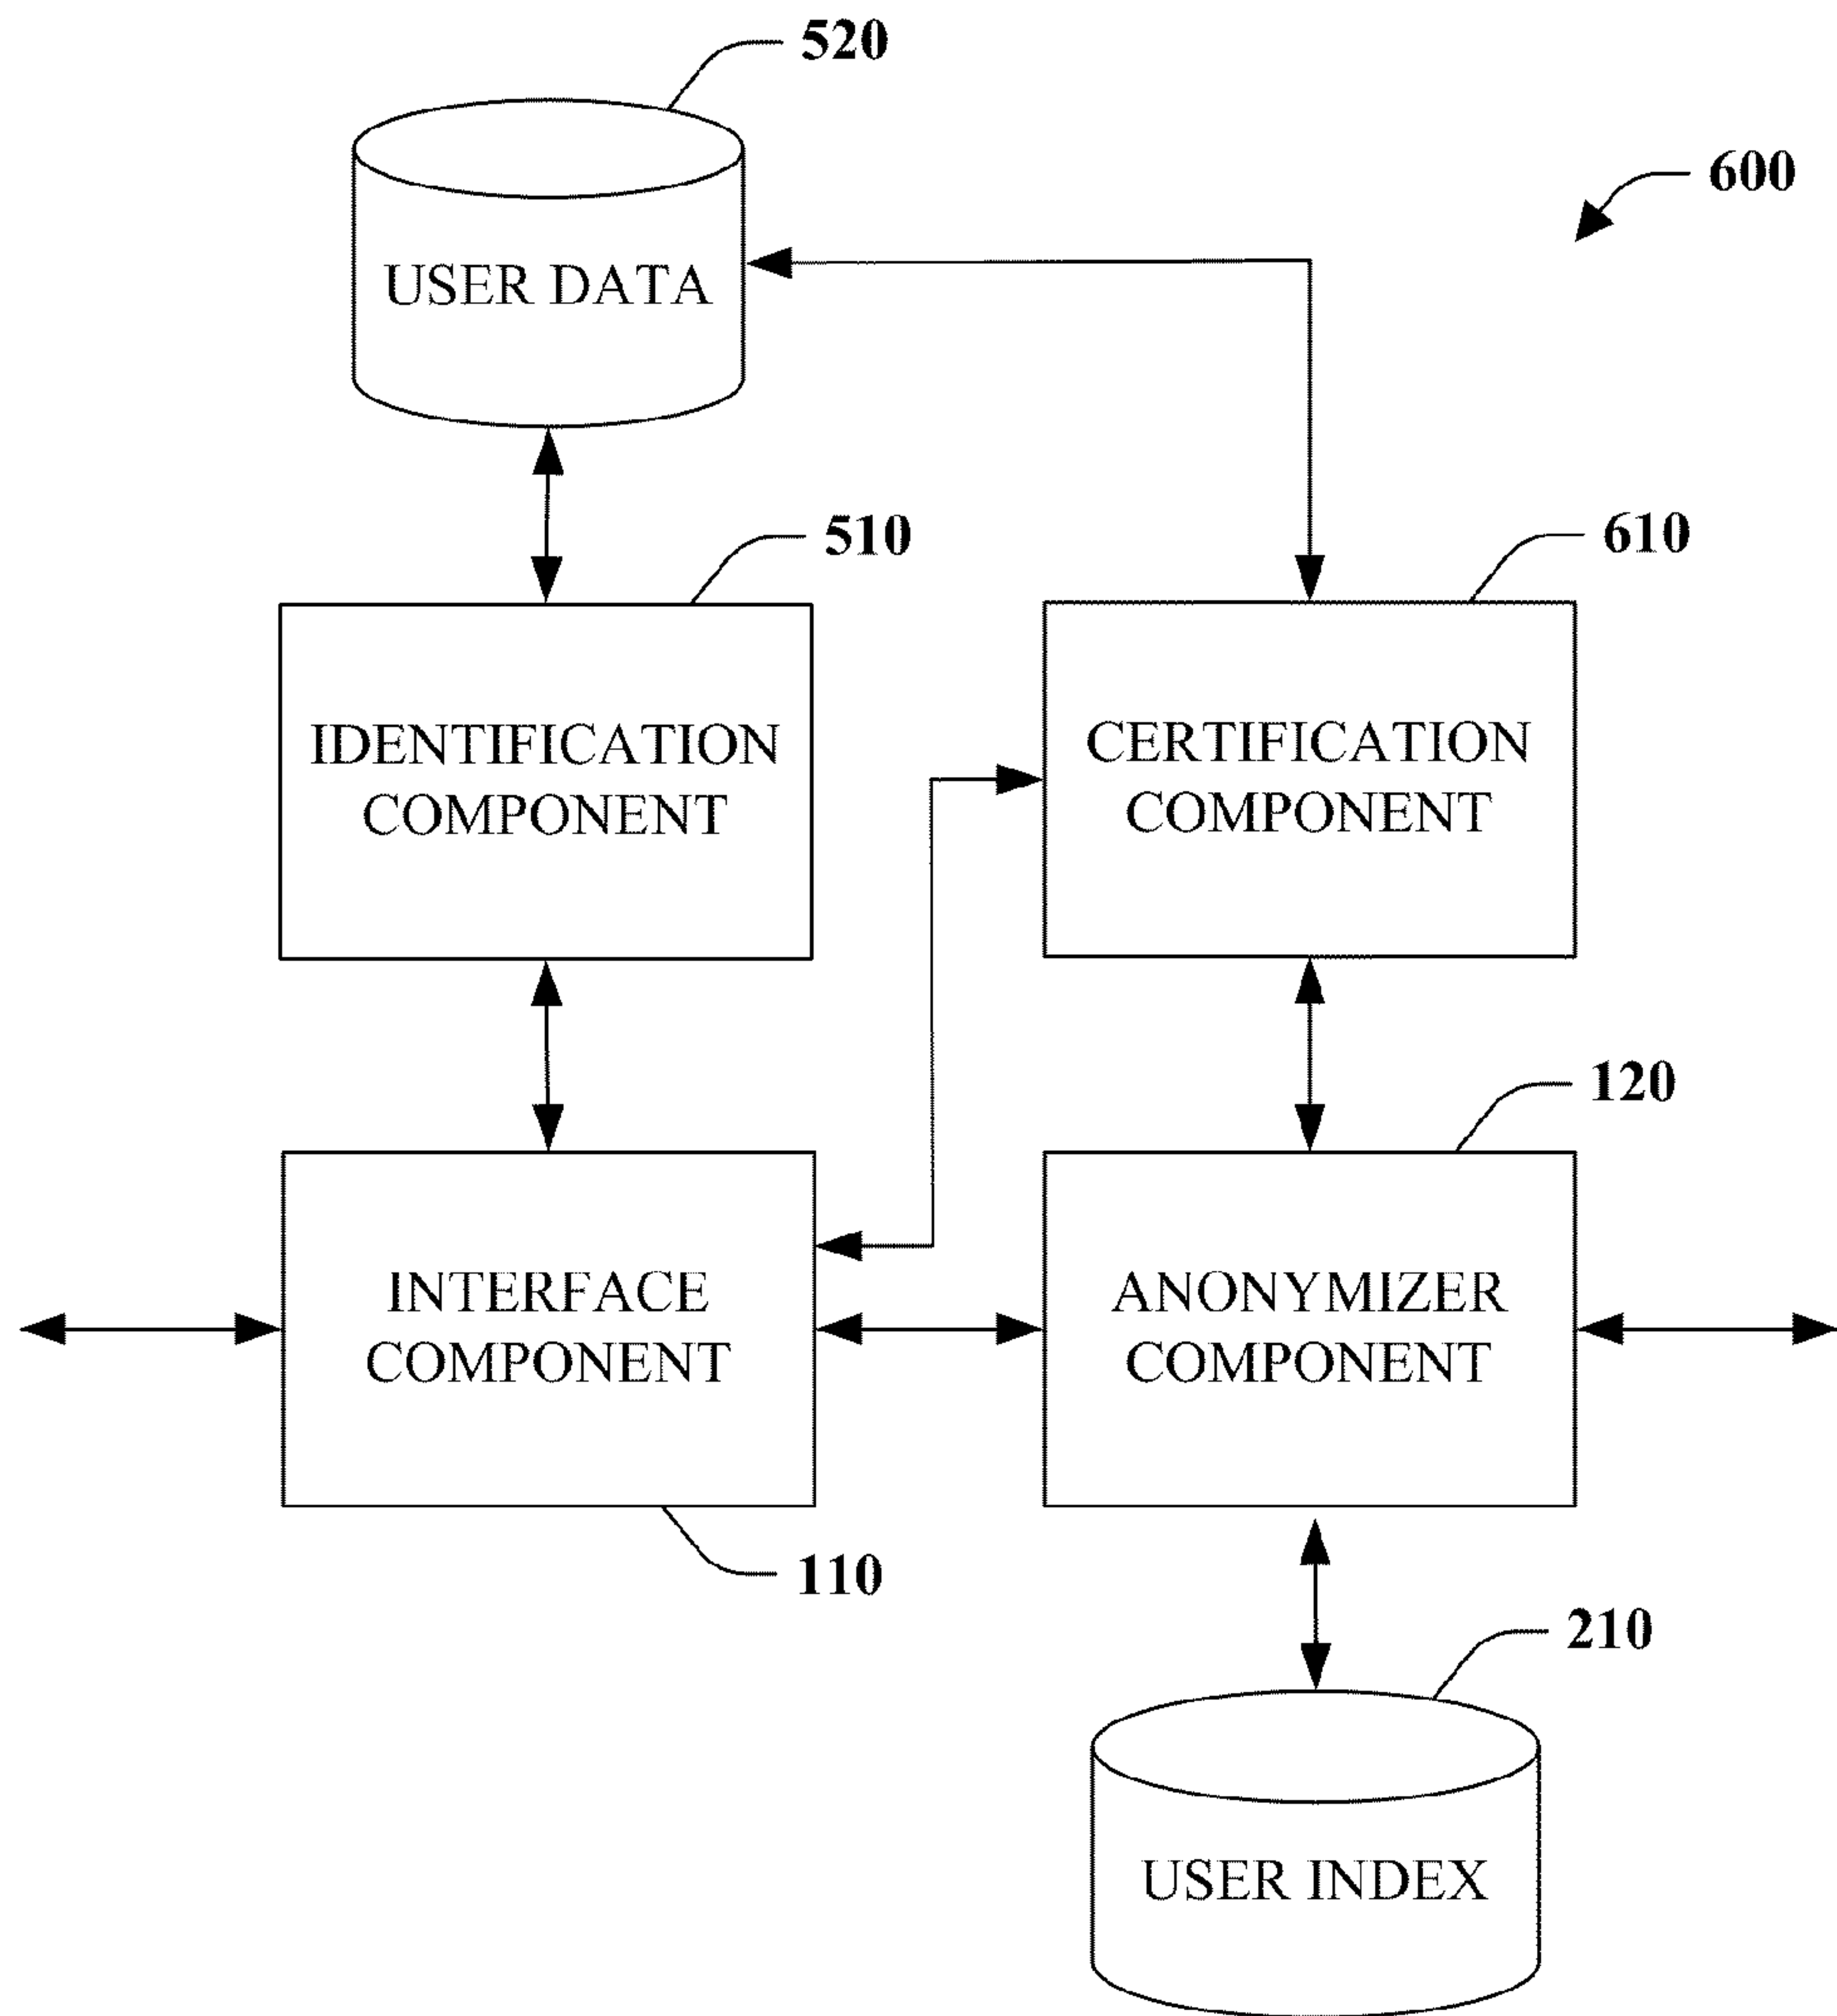 520
600
USER DATA
510
610
IDENTIFICATION
COMPONENT
CERTIFICATION
COMPONENT
120
INTERFACE
COMPONENT
ANONYMIZER
COMPONENT
110
210
USER INDEX